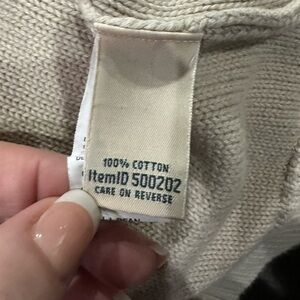 100% COTTON
ItemID 500202
CARE ON REVERSE